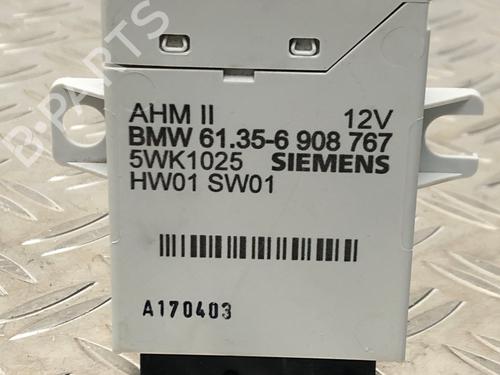 B-PARTS
AHM II 12V
BMW 61.35-6 908 767
5WK1025 SIEMENS
HW01 SW01
A170403